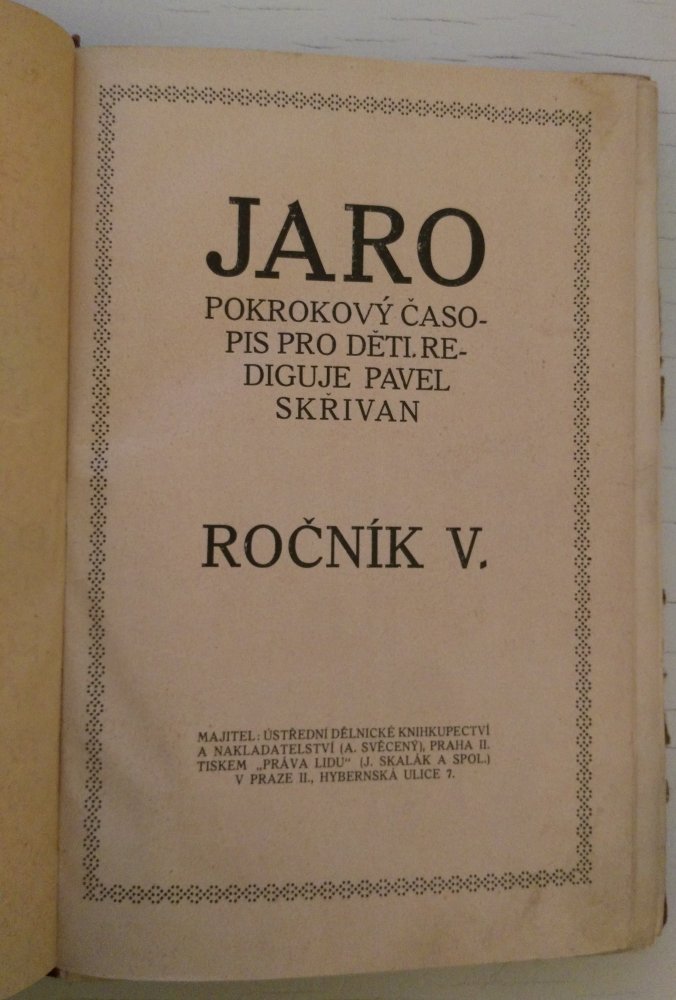 JARO
POKROKOVÝ ČASO-
PIS PRO DĚTI. RE-
DIGUJE PAVEL
SKŘIVAN
ROČNÍK V.
MAJITEL: ÚSTŘEDNÍ DĚLNICKÉ KNIHKUPECTVÍ
A NAKLADATELSTVÍ (A. SVĚCENÝ), PRAHA II.
TISKEM „PRÁVA LIDU“ (J. SKALÁK A SPOL.)
V PRAZE II., HYBERNSKÁ ULICE 7.